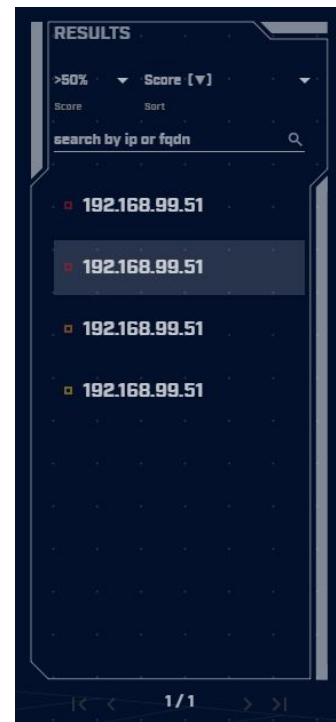 RESULTS
>50% Score [▼]
Score Sort
search by ip or fqdn
192.168.99.51
192.168.99.51
192.168.99.51
192.168.99.51
1/1